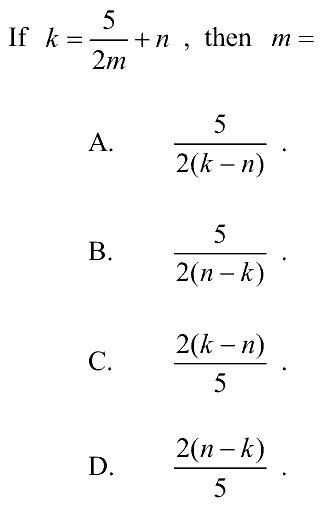 If k = 5/(2m) + n , then m =
A. 5/(2(k – n)) .
B. 5/(2(n – k)) .
C. 2(k – n)/5 .
D. 2(n – k)/5 .